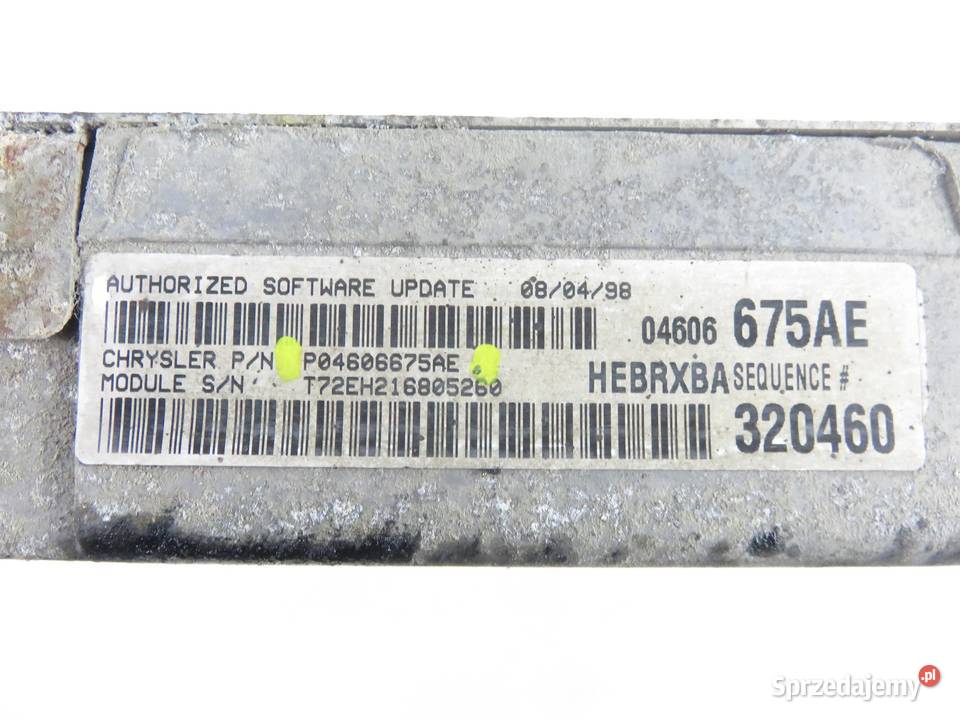 AUTHORIZED SOFTWARE UPDATE 08/04/98
04606 675AE
CHRYSLER P/N P04606675AE
MODULE S/N T72EH216805260
HEBRXBA SEQUENCE #
320460
Sprzedajemy.pl